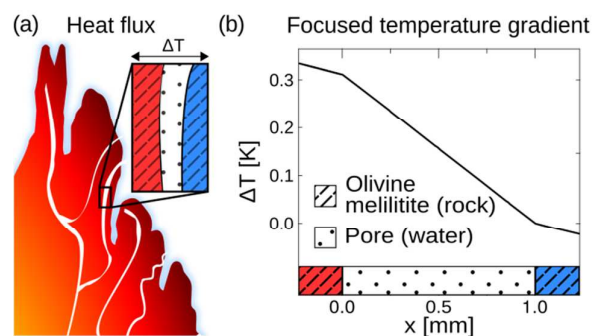 (a) Heat flux
ΔT
(b) Focused temperature gradient
ΔT [K]
0.3
0.2
0.1
0.0
Olivine
melilitite (rock)
Pore (water)
0.0 0.5 1.0
x [mm]